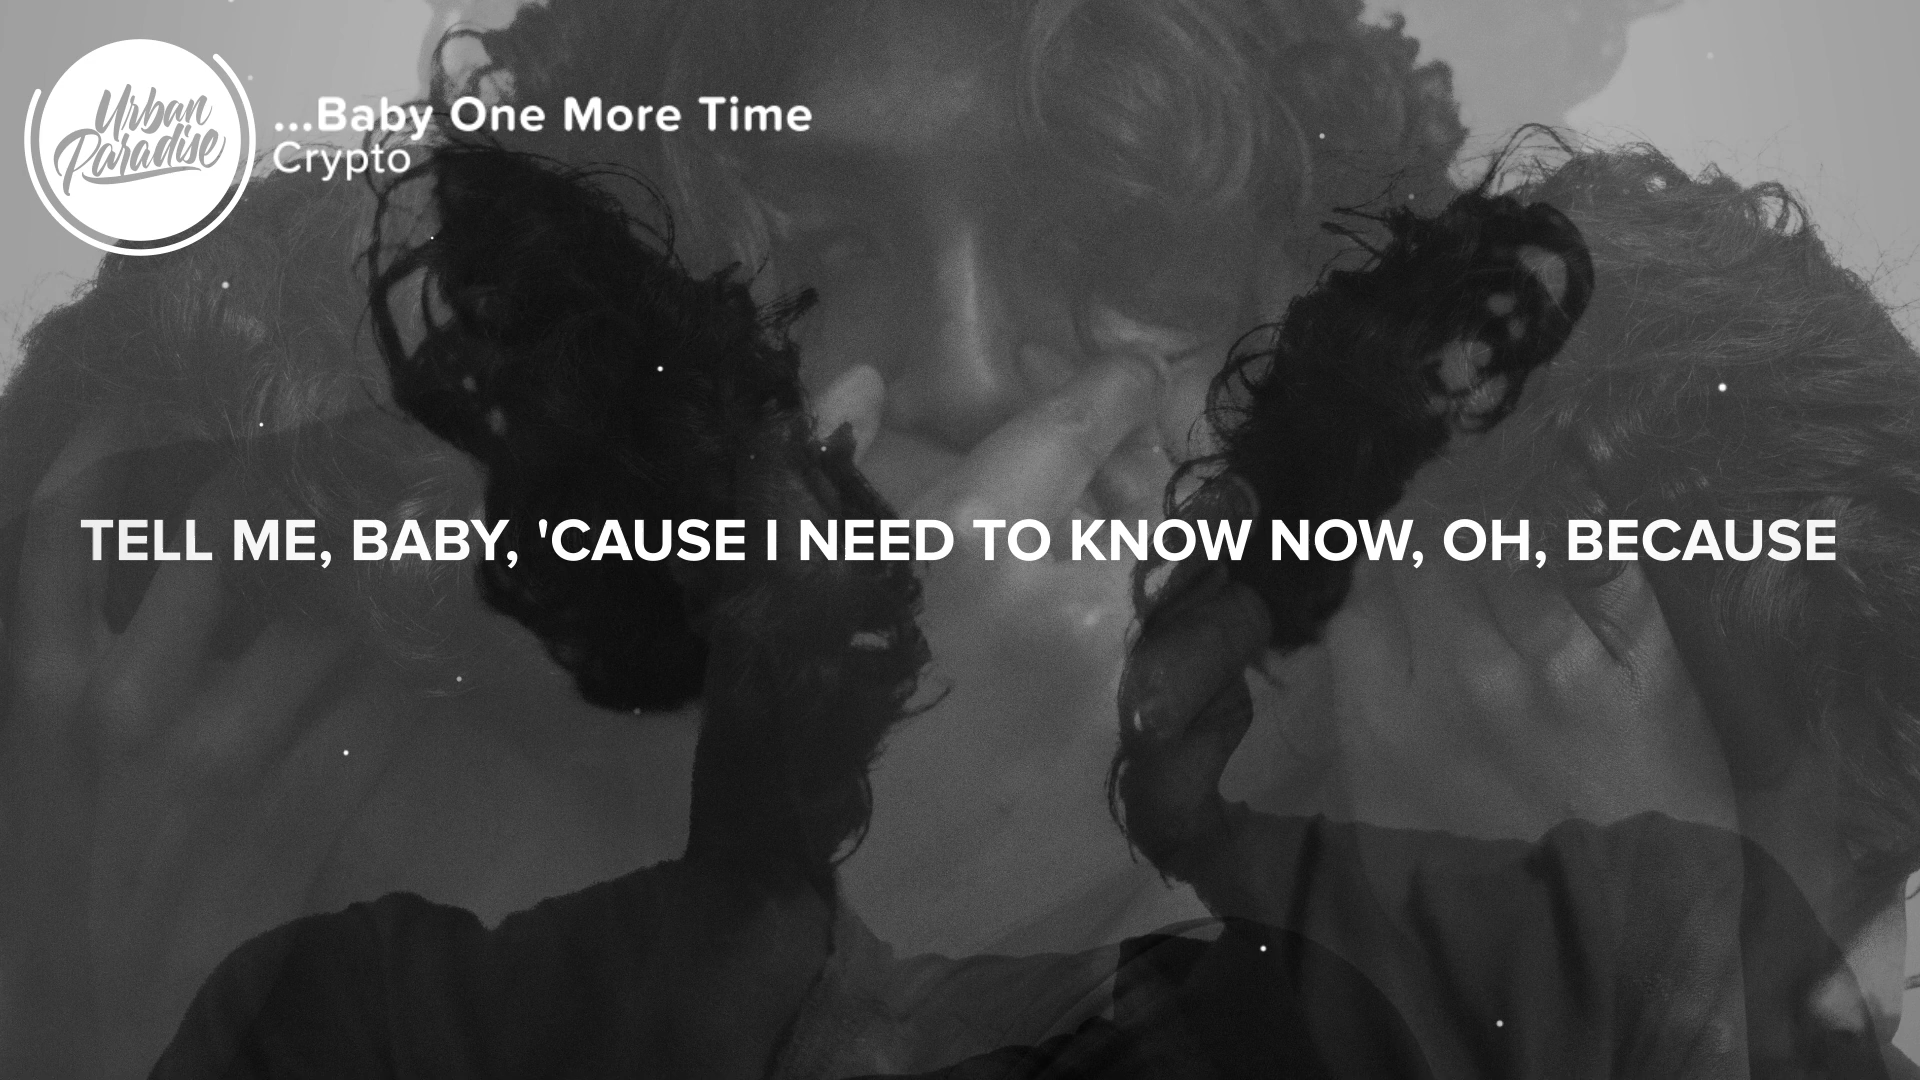 Urban
Paradise
...Baby One More Time
Crypto
TELL ME, BABY, 'CAUSE I NEED TO KNOW NOW, OH, BECAUSE